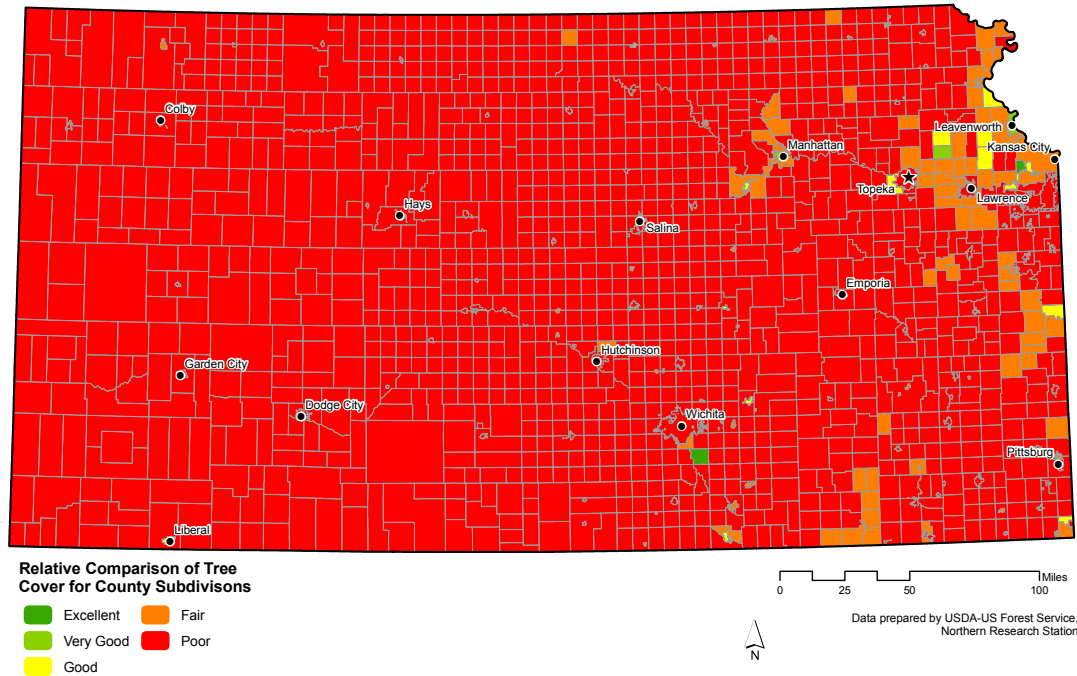 Colby
Leavenworth
Kansas City
Manhattan
Topeka
Lawrence
Hays
Salina
Emporia
Hutchinson
Garden City
Dodge City
Wichita
Pittsburg
Liberal
Relative Comparison of Tree
Cover for County Subdivisons
Excellent
Fair
Very Good
Poor
Good
Miles
0 25 50 100
Data prepared by USDA-US Forest Service,
Northern Research Station
N